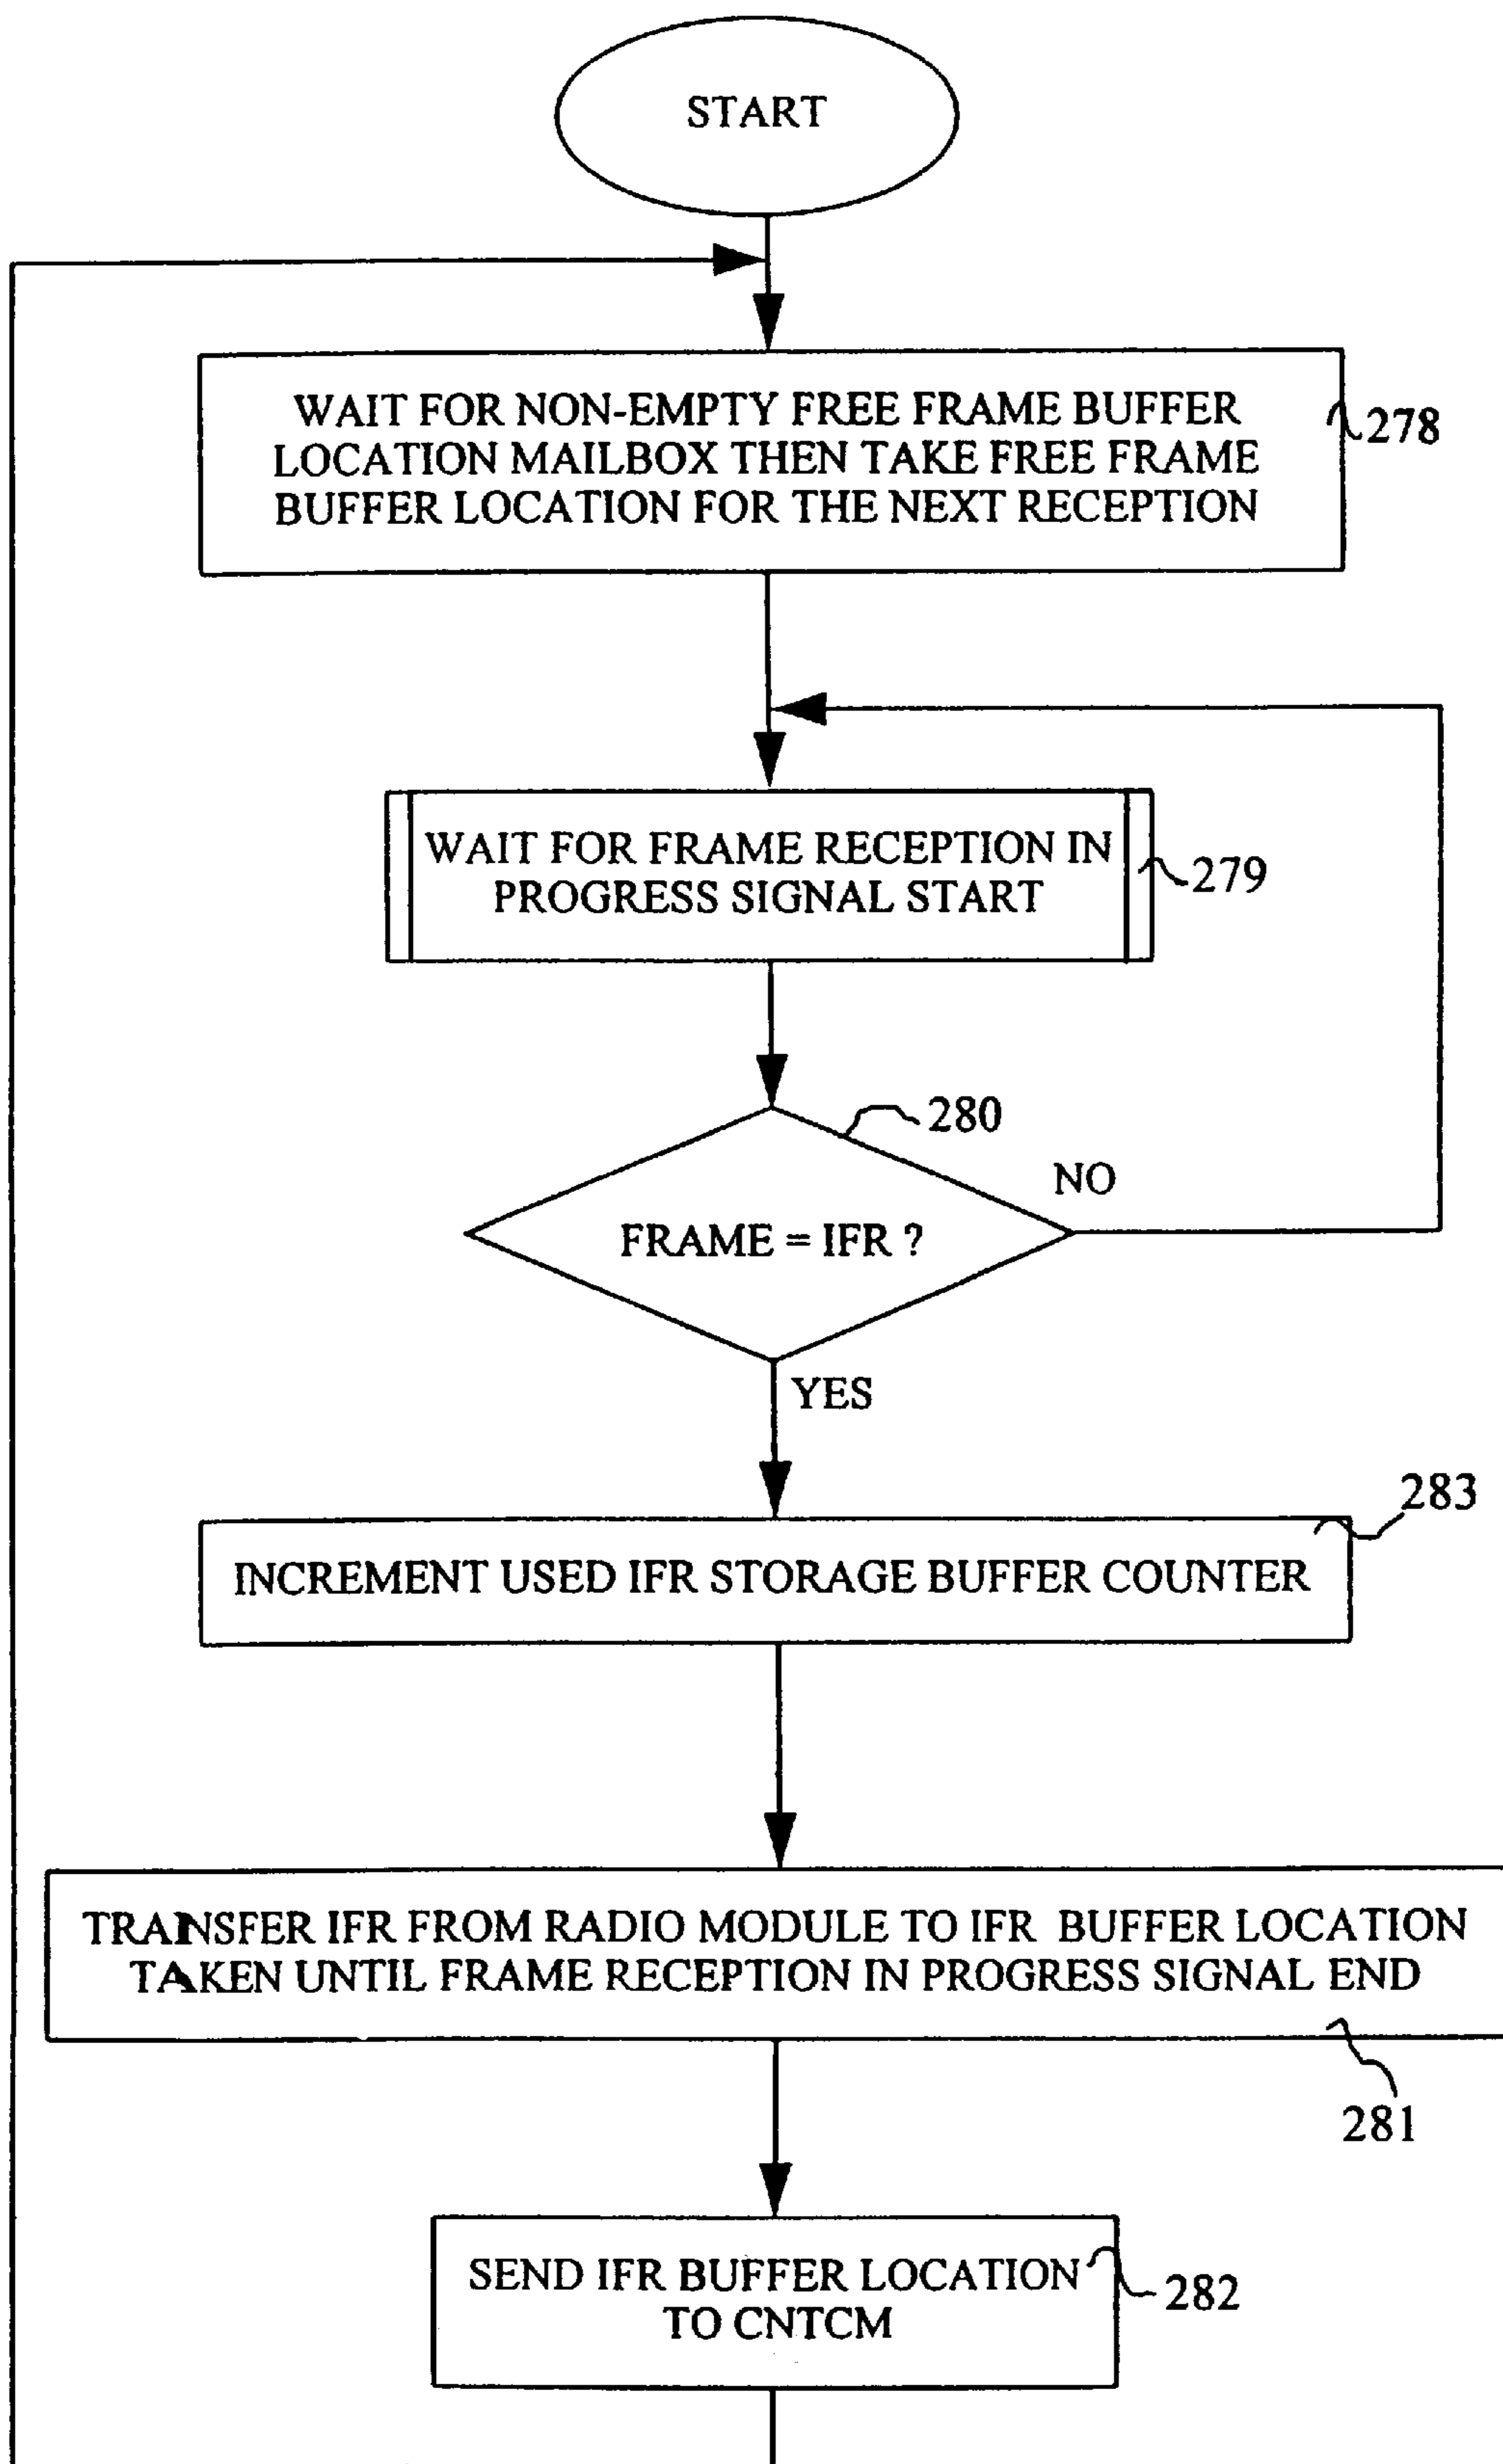 START
WAIT FOR NON-EMPTY FREE FRAME BUFFER
LOCATION MAILBOX THEN TAKE FREE FRAME
BUFFER LOCATION FOR THE NEXT RECEPTION
278
WAIT FOR FRAME RECEPTION IN
PROGRESS SIGNAL START
279
280
NO
FRAME = IFR ?
YES
283
INCREMENT USED IFR STORAGE BUFFER COUNTER
TRANSFER IFR FROM RADIO MODULE TO IFR BUFFER LOCATION
TAKEN UNTIL FRAME RECEPTION IN PROGRESS SIGNAL END
281
SEND IFR BUFFER LOCATION
TO CNTCM
282